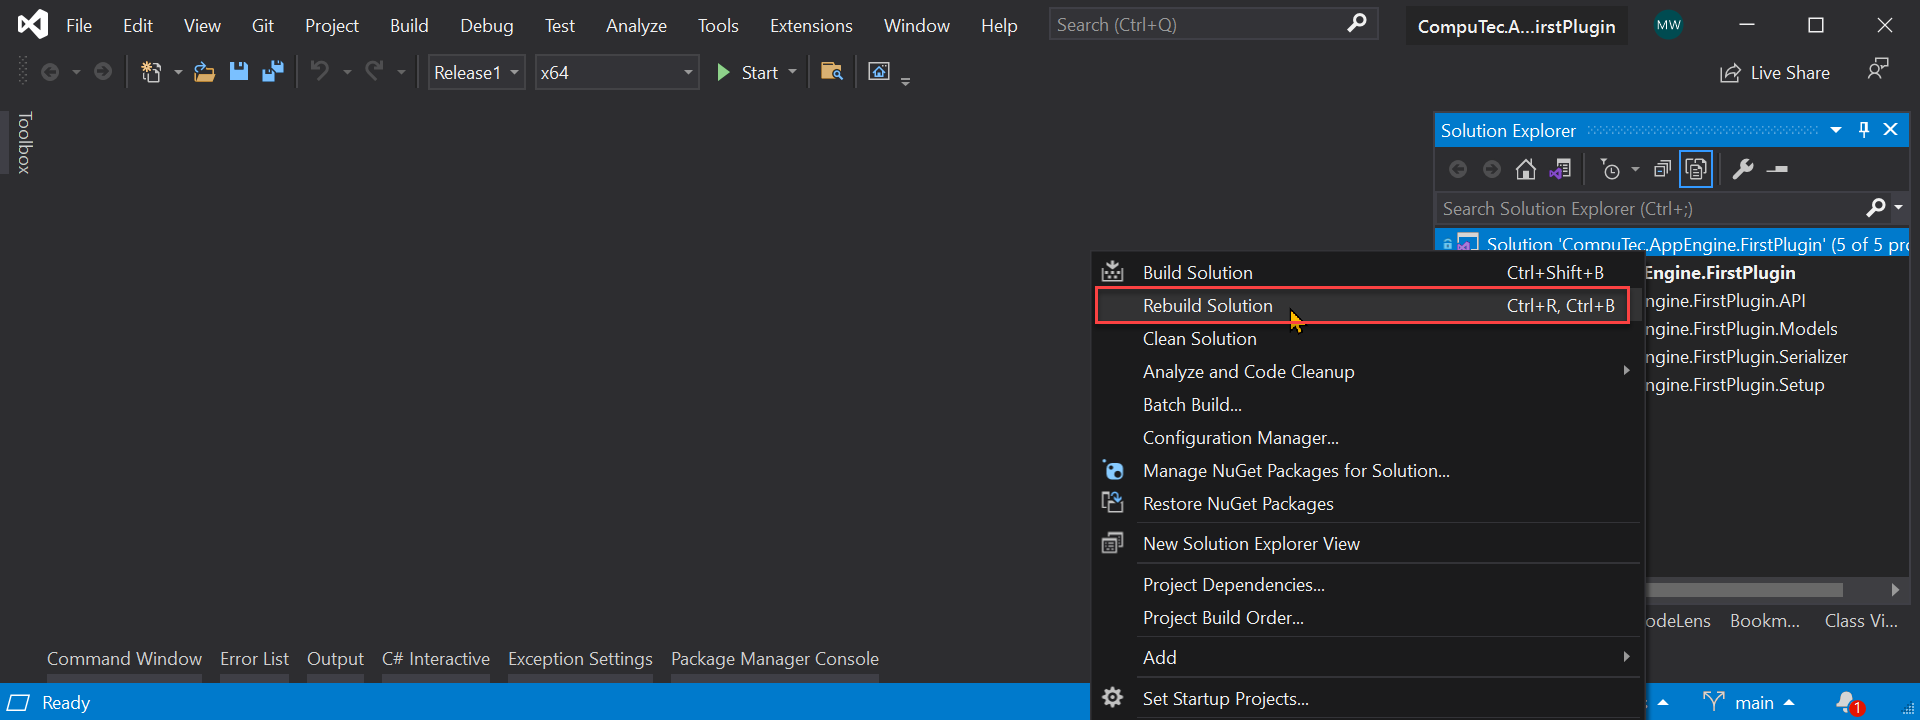 File Edit View Git Project Build Debug Test Analyze Tools Extensions Window Help Search (Ctrl+Q) CompuTec.A...irstPlugin MW
Release1 x64 Start Live Share
Toolbox
Solution Explorer
Search Solution Explorer (Ctrl+;)
Solution 'CompuTec.AppEngine.FirstPlugin' (5 of 5 pro
Engine.FirstPlugin
ngine.FirstPlugin.API
ngine.FirstPlugin.Models
ngine.FirstPlugin.Serializer
ngine.FirstPlugin.Setup
Build Solution Ctrl+Shift+B
Rebuild Solution Ctrl+R, Ctrl+B
Clean Solution
Analyze and Code Cleanup
Batch Build...
Configuration Manager...
Manage NuGet Packages for Solution...
Restore NuGet Packages
New Solution Explorer View
Project Dependencies...
Project Build Order...
Add
Set Startup Projects...
odeLens Bookm... Class Vi...
Command Window Error List Output C# Interactive Exception Settings Package Manager Console
Ready main 1